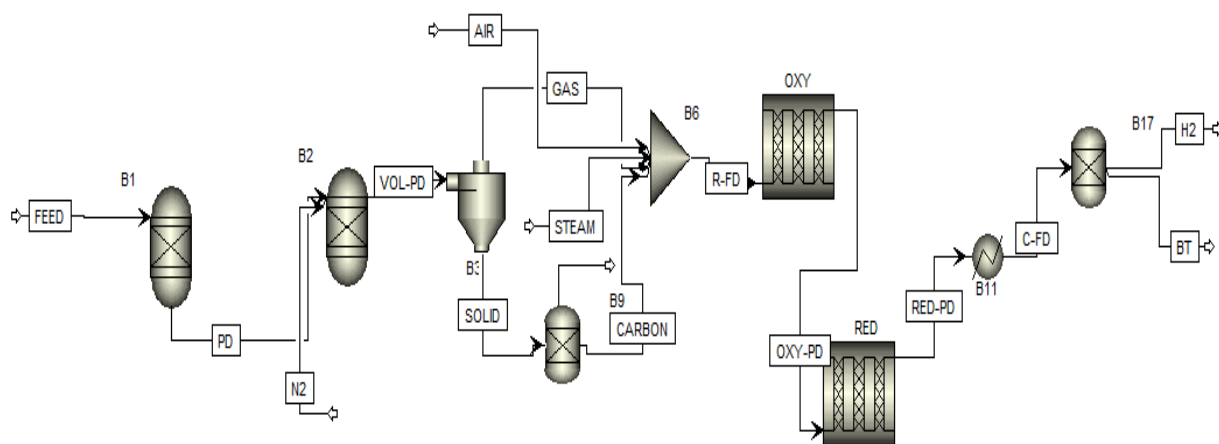 AIR
OXY
GAS
B6
B17
H2
B1
B2
VOL-PD
R-FD
FEED
STEAM
C-FD
BT
B3
B11
SOLID
B9
CARBON
RED-PD
PD
RED
OXY-PD
N2